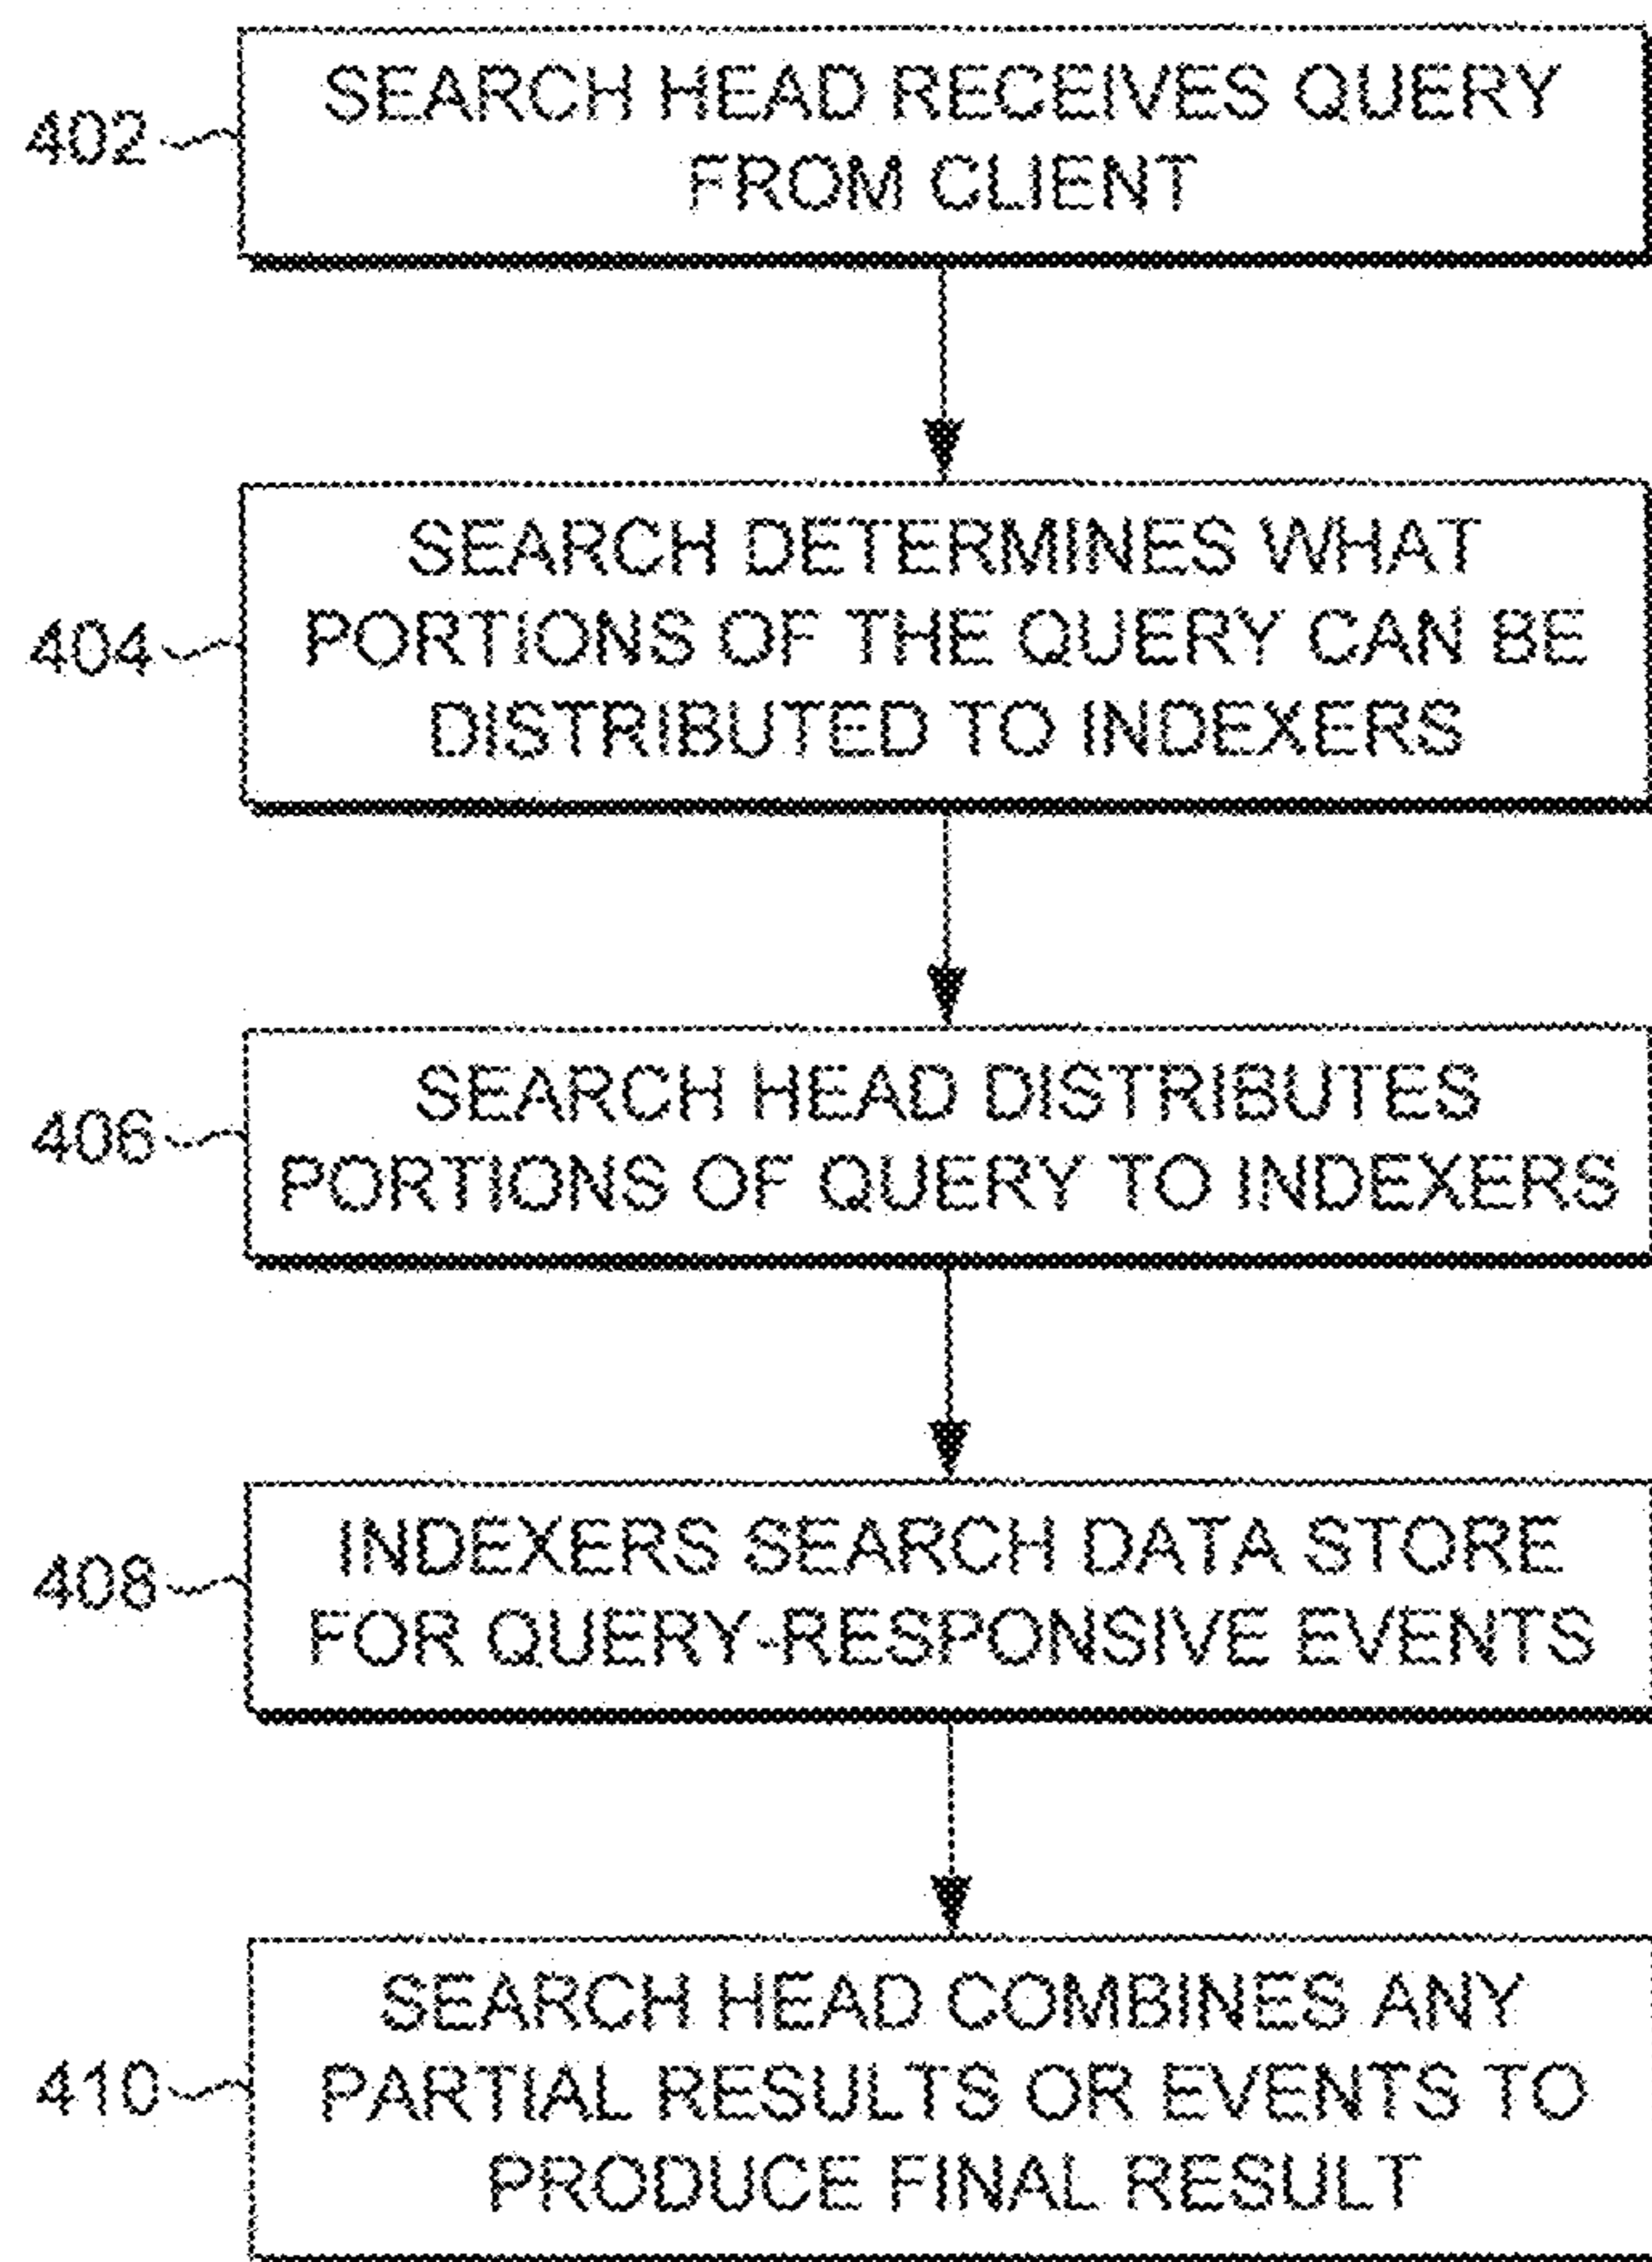 402
SEARCH HEAD RECEIVES QUERY
FROM CLIENT
404
SEARCH DETERMINES WHAT
PORTIONS OF THE QUERY CAN BE
DISTRIBUTED TO INDEXERS
406
SEARCH HEAD DISTRIBUTES
PORTIONS OF QUERY TO INDEXERS
408
INDEXERS SEARCH DATA STORE
FOR QUERY-RESPONSIVE EVENTS
410
SEARCH HEAD COMBINES ANY
PARTIAL RESULTS OR EVENTS TO
PRODUCE FINAL RESULT